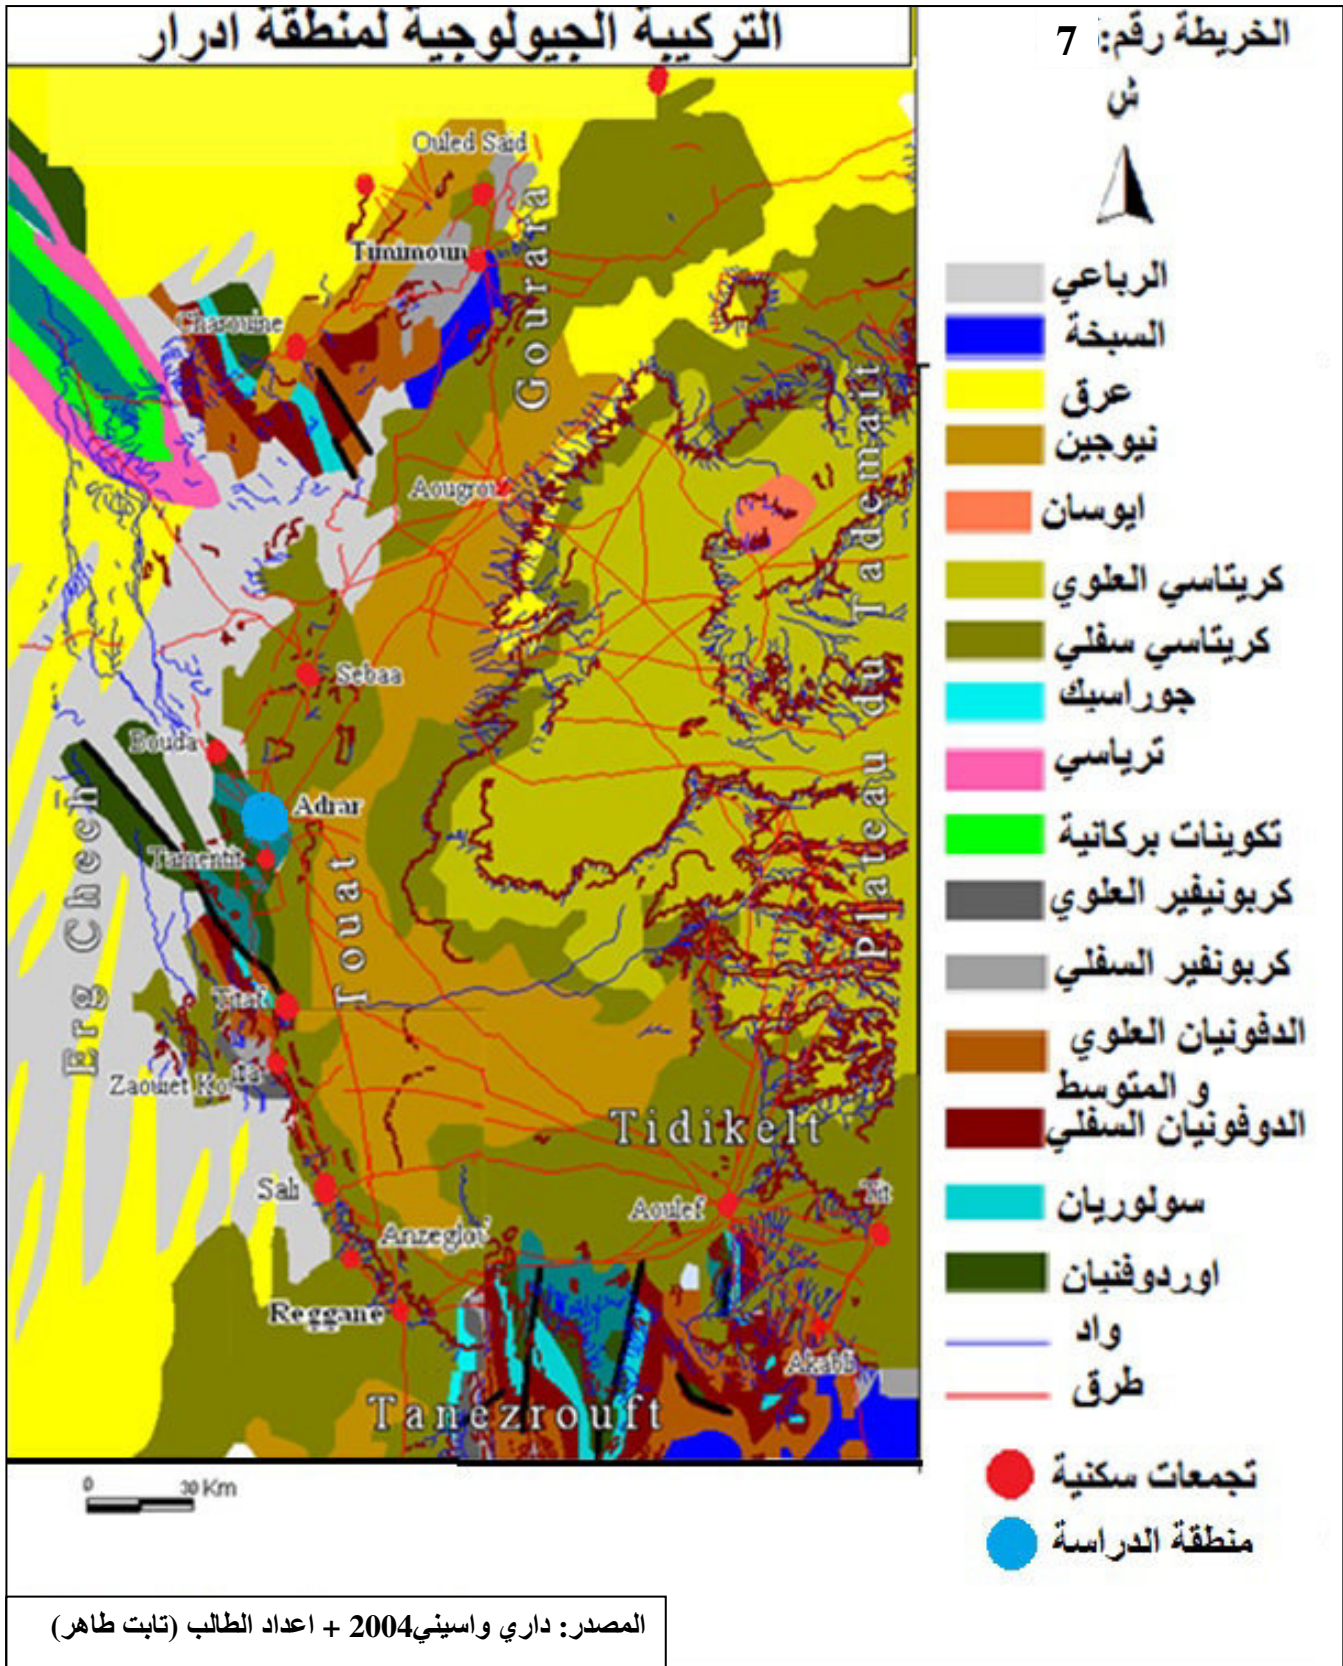 التركيبة الجيولوجية لمنطقة ادرار
الخريطة رقم: 7
ش
الرباعي
السبخة
عرق
نيوجين
ايوسان
كريتاسي العلوي
كريتاسي سفلي
جوراسيك
ترياسي
تكوينات بركانية
كربونيفير العلوي
كربونفير السفلي
الدفونيان العلوي
و المتوسط
الدوفونيان السفلي
سولوريان
اوردوفنيان
واد
طرق
تجمعات سكنية
منطقة الدراسة
Ouled Said
Timimoun
Gourara
Charouine
Aougrou
Plateau du Tademait
Sebaa
Bouda
Adrar
Tamentit
Touat
Erg Chech
Titaf
Zaouiet Kounta
Tidikelt
Sali
Aoulef
Tit
Anzeglouf
Reggane
Akabli
Tanezrouft
0 30 Km
المصدر: داري واسيني2004 + اعداد الطالب (تابت طاهر)